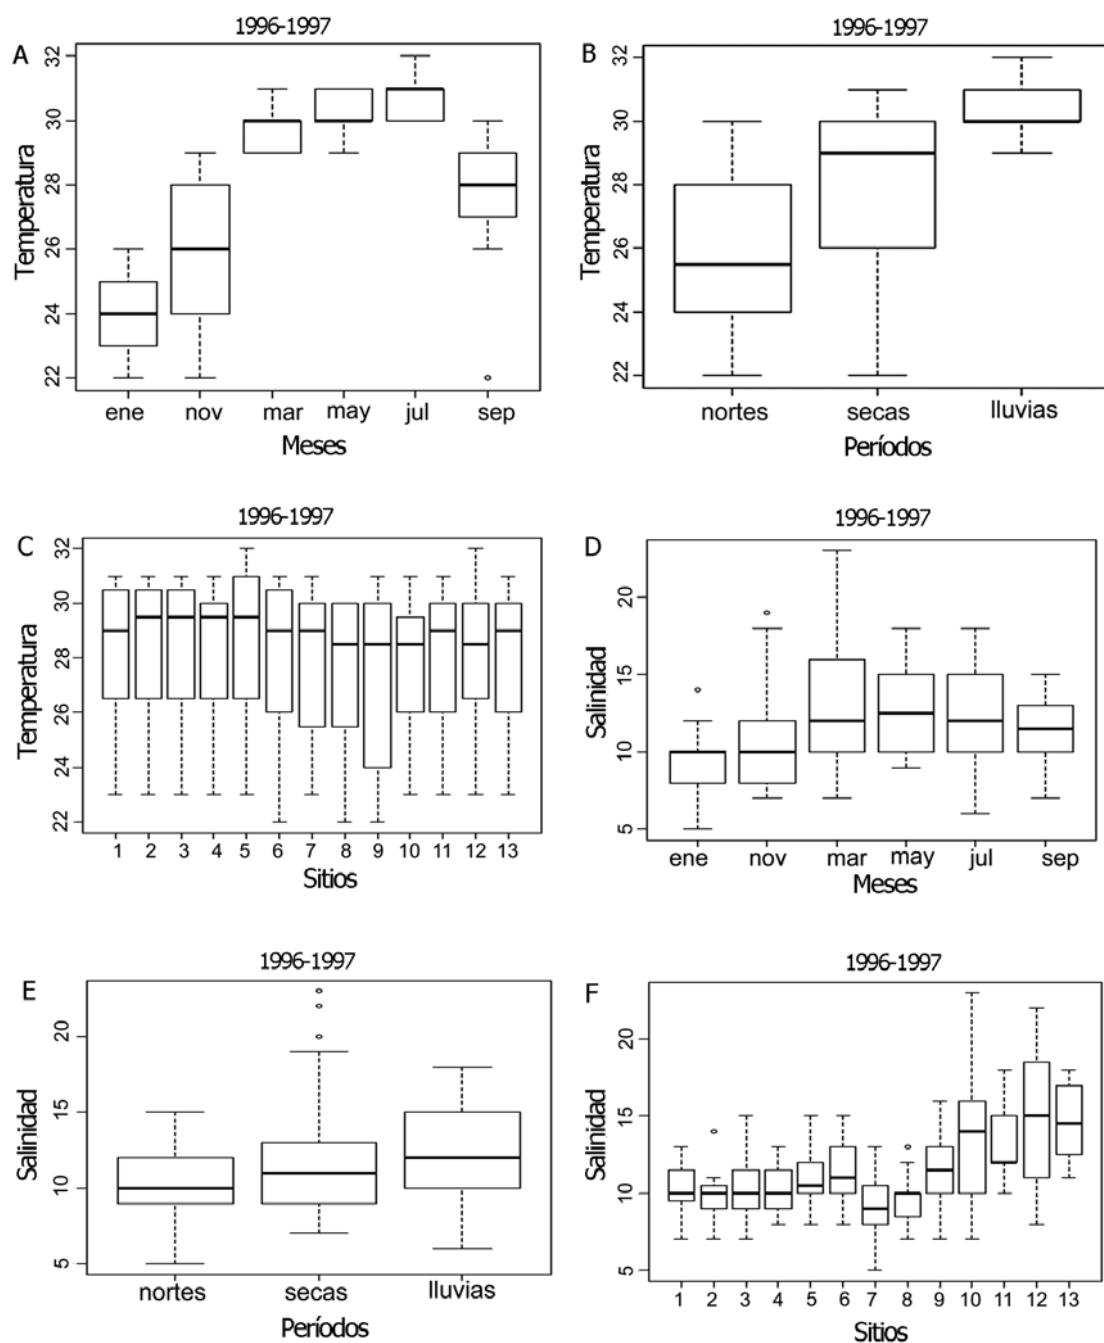 1996-1997
A
Temperatura
32
30
28
26
24
22
ene nov mar may jul sep
Meses
1996-1997
B
Temperatura
32
30
28
26
24
22
nortes secas lluvias
Períodos
1996-1997
C
Temperatura
32
30
28
26
24
22
1 2 3 4 5 6 7 8 9 10 11 12 13
Sitios
1996-1997
D
Salinidad
20
15
10
5
ene nov mar may jul sep
Meses
1996-1997
E
Salinidad
20
15
10
5
nortes secas lluvias
Períodos
1996-1997
F
Salinidad
20
15
10
5
1 2 3 4 5 6 7 8 9 10 11 12 13
Sitios